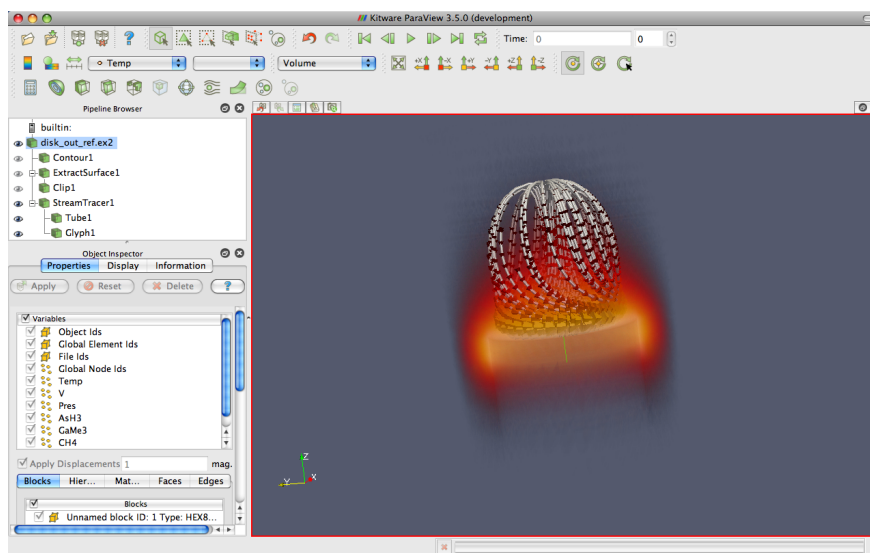 Kitware ParaView 3.5.0 (development)
Time: 0 0
Temp Volume +X -X +Y -Y +Z -Z
Pipeline Browser
builtin:
disk_out_ref.ex2
Contour1
ExtractSurface1
Clip1
StreamTracer1
Tube1
Glyph1
Object Inspector
Properties Display Information
Apply Reset Delete ?
Variables
Object Ids
Global Element Ids
File Ids
Global Node Ids
Temp
V
Pres
AsH3
GaMe3
CH4
Apply Displacements 1 mag.
Blocks Hier... Mat... Faces Edges
Blocks
Unnamed block ID: 1 Type: HEX8...
Z
Y X